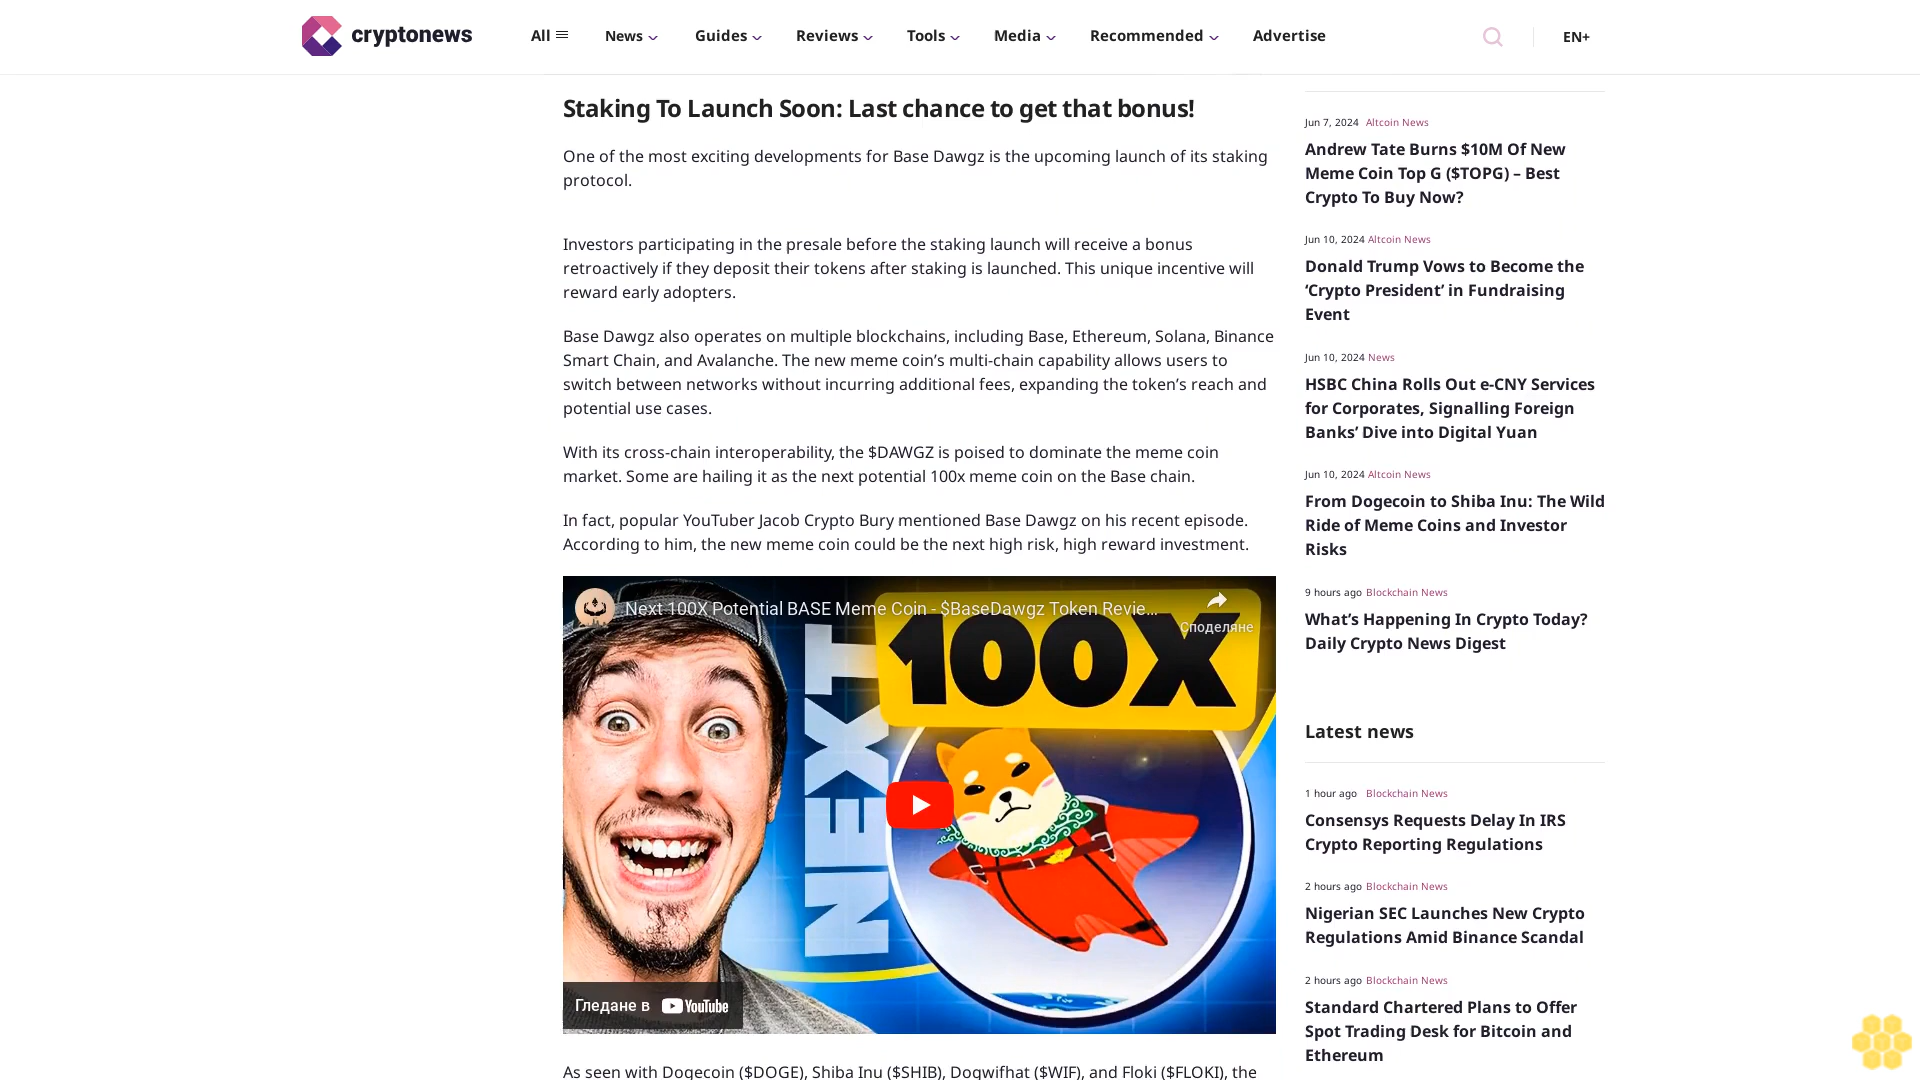 cryptonews
All
News
Guides
Reviews
Tools
Media
Recommended
Advertise
EN+
Staking To Launch Soon: Last chance to get that bonus!
One of the most exciting developments for Base Dawgz is the upcoming launch of its staking
protocol.
Investors participating in the presale before the staking launch will receive a bonus
retroactively if they deposit their tokens after staking is launched. This unique incentive will
reward early adopters.
Base Dawgz also operates on multiple blockchains, including Base, Ethereum, Solana, Binance
Smart Chain, and Avalanche. The new meme coin’s multi-chain capability allows users to
switch between networks without incurring additional fees, expanding the token’s reach and
potential use cases.
With its cross-chain interoperability, the $DAWGZ is poised to dominate the meme coin
market. Some are hailing it as the next potential 100x meme coin on the Base chain.
In fact, popular YouTuber Jacob Crypto Bury mentioned Base Dawgz on his recent episode.
According to him, the new meme coin could be the next high risk, high reward investment.
Next 100X Potential BASE Meme Coin - $BaseDawgz Token Revie…
Споделяне
NEXT
100X
Гледане в YouTube
As seen with Dogecoin ($DOGE), Shiba Inu ($SHIB), Dogwifhat ($WIF), and Floki ($FLOKI), the
Jun 7, 2024 Altcoin News
Andrew Tate Burns $10M Of New
Meme Coin Top G ($TOPG) – Best
Crypto To Buy Now?
Jun 10, 2024 Altcoin News
Donald Trump Vows to Become the
‘Crypto President’ in Fundraising
Event
Jun 10, 2024 News
HSBC China Rolls Out e-CNY Services
for Corporates, Signalling Foreign
Banks’ Dive into Digital Yuan
Jun 10, 2024 Altcoin News
From Dogecoin to Shiba Inu: The Wild
Ride of Meme Coins and Investor
Risks
9 hours ago Blockchain News
What’s Happening In Crypto Today?
Daily Crypto News Digest
Latest news
1 hour ago Blockchain News
Consensys Requests Delay In IRS
Crypto Reporting Regulations
2 hours ago Blockchain News
Nigerian SEC Launches New Crypto
Regulations Amid Binance Scandal
2 hours ago Blockchain News
Standard Chartered Plans to Offer
Spot Trading Desk for Bitcoin and
Ethereum